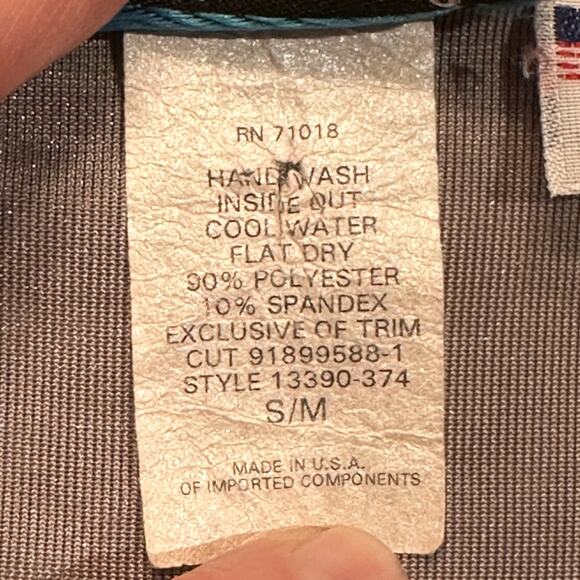 RN 71018
HAND WASH
INSIDE OUT
COOL WATER
FLAT DRY
90% POLYESTER
10% SPANDEX
EXCLUSIVE OF TRIM
CUT 91899588-1
STYLE 13390-374
S/M
MADE IN U.S.A.
OF IMPORTED COMPONENTS